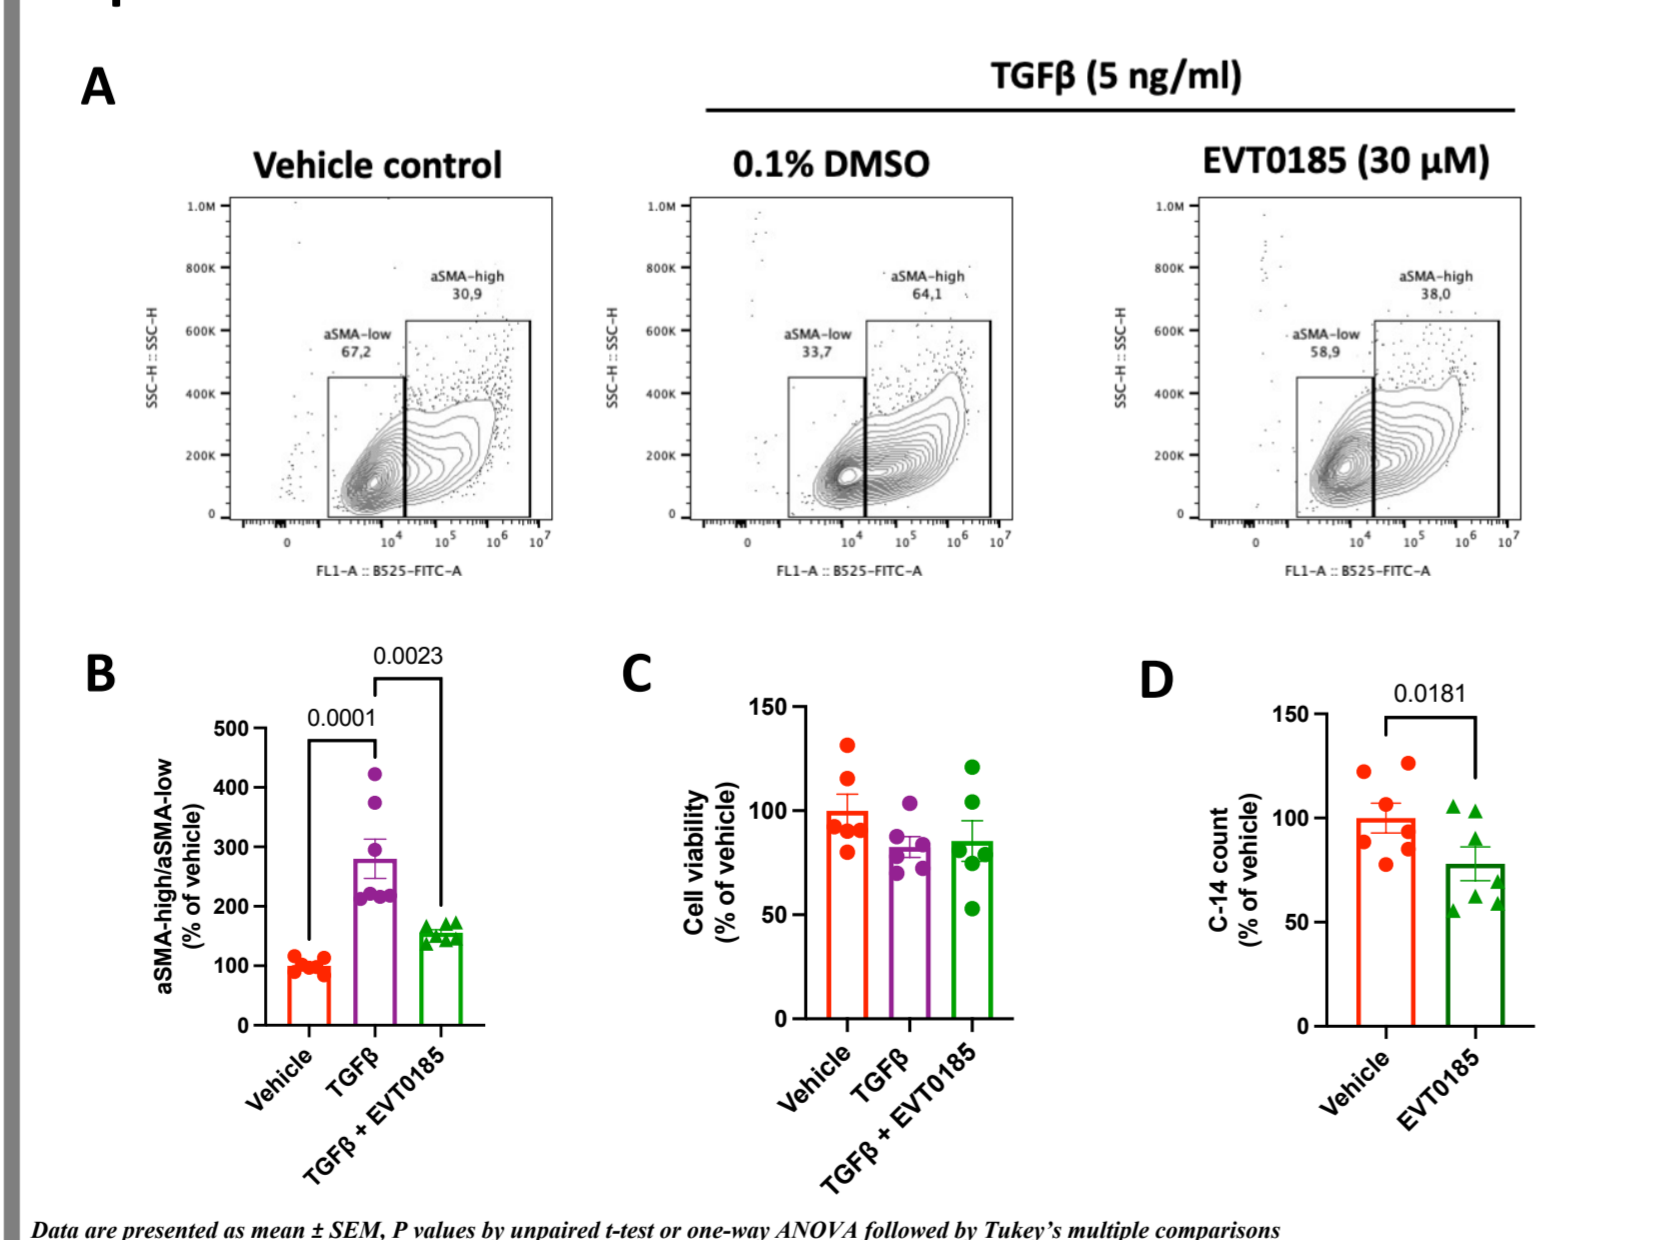 A
TGFβ (5 ng/ml)
Vehicle control
0.1% DMSO
EVT0185 (30 µM)
1.0M
800K
600K
400K
200K
0
SSC-H :: SSC-H
aSMA-high
30,9
aSMA-low
67,2
0 10^4 10^5 10^6 10^7
FL1-A :: B525-FITC-A
1.0M
800K
600K
400K
200K
0
SSC-H :: SSC-H
aSMA-high
64,1
aSMA-low
33,7
0 10^4 10^5 10^6 10^7
FL1-A :: B525-FITC-A
1.0M
800K
600K
400K
200K
0
SSC-H :: SSC-H
aSMA-high
38,0
aSMA-low
58,9
0 10^4 10^5 10^6 10^7
FL1-A :: B525-FITC-A
B
0.0023
0.0001
500
400
300
200
100
0
aSMA-high/aSMA-low
(% of vehicle)
Vehicle
TGFβ
TGFβ + EVT0185
C
150
100
50
0
Cell viability
(% of vehicle)
Vehicle
TGFβ
TGFβ + EVT0185
D
0.0181
150
100
50
0
C-14 count
(% of vehicle)
Vehicle
EVT0185
Data are presented as mean ± SEM, P values by unpaired t-test or one-way ANOVA followed by Tukey’s multiple comparisons